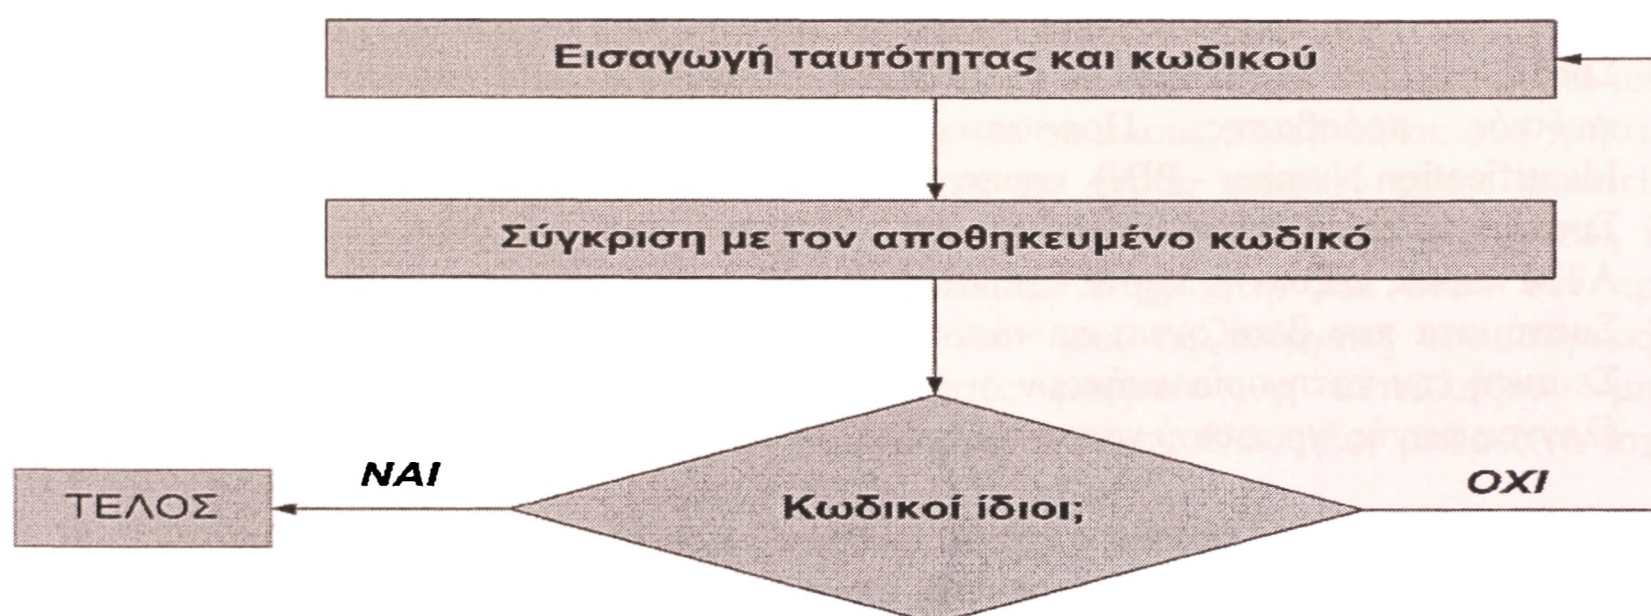 Εισαγωγή ταυτότητας και κωδικού
Σύγκριση με τον αποθηκευμένο κωδικό
ΝΑΙ
ΟΧΙ
ΤΕΛΟΣ
Κωδικοί ίδιοι;